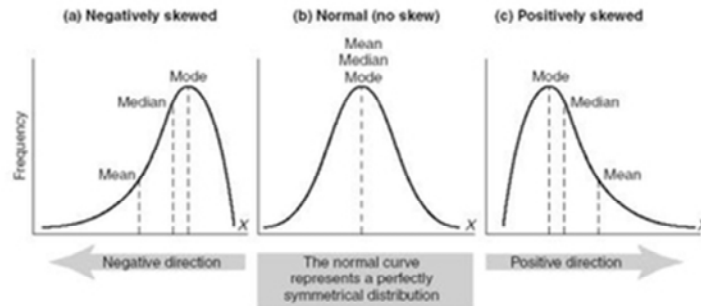 (a) Negatively skewed
(b) Normal (no skew)
(c) Positively skewed
Frequency
Mode
Median
Mean
X
Mean
Median
Mode
X
Mode
Median
Mean
X
Negative direction
The normal curve
represents a perfectly
symmetrical distribution
Positive direction